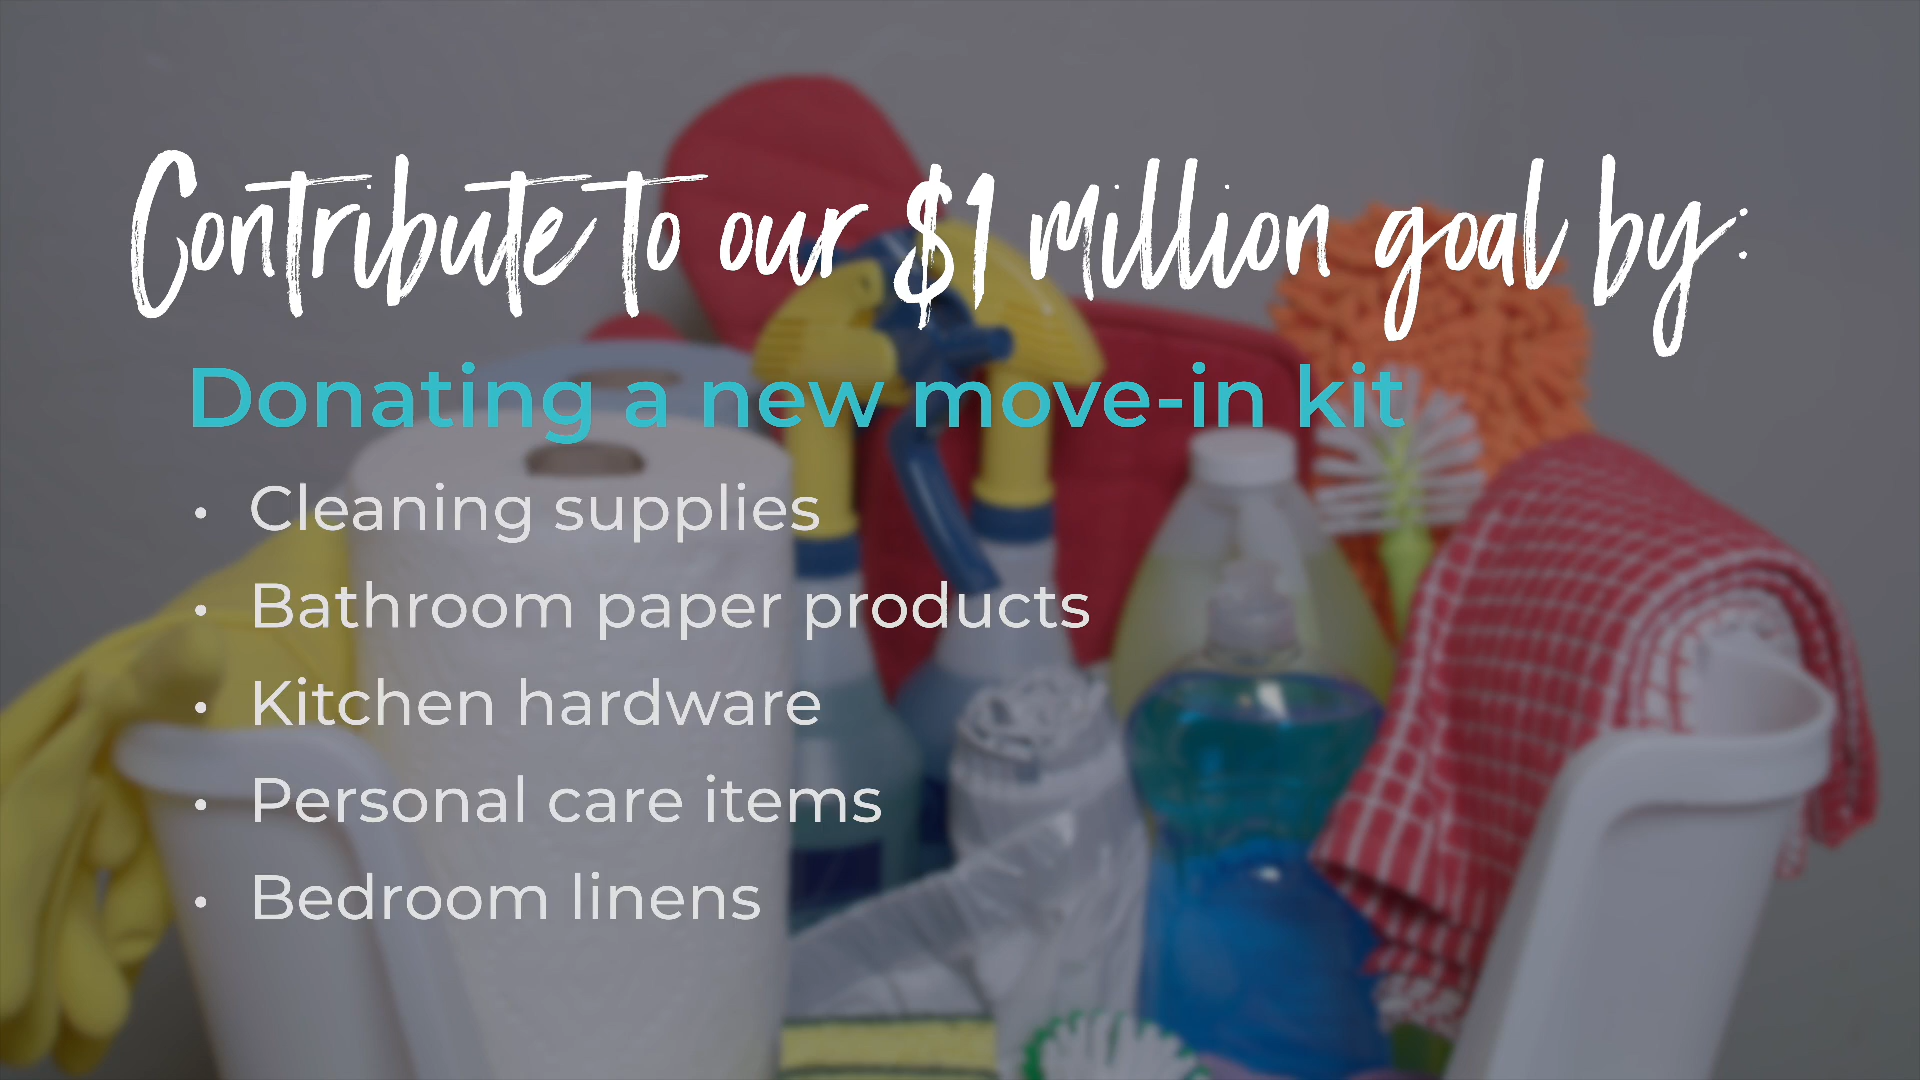 Contribute to our $1 million goal by:
Donating a new move-in kit
• Cleaning supplies
• Bathroom paper products
• Kitchen hardware
• Personal care items
• Bedroom linens